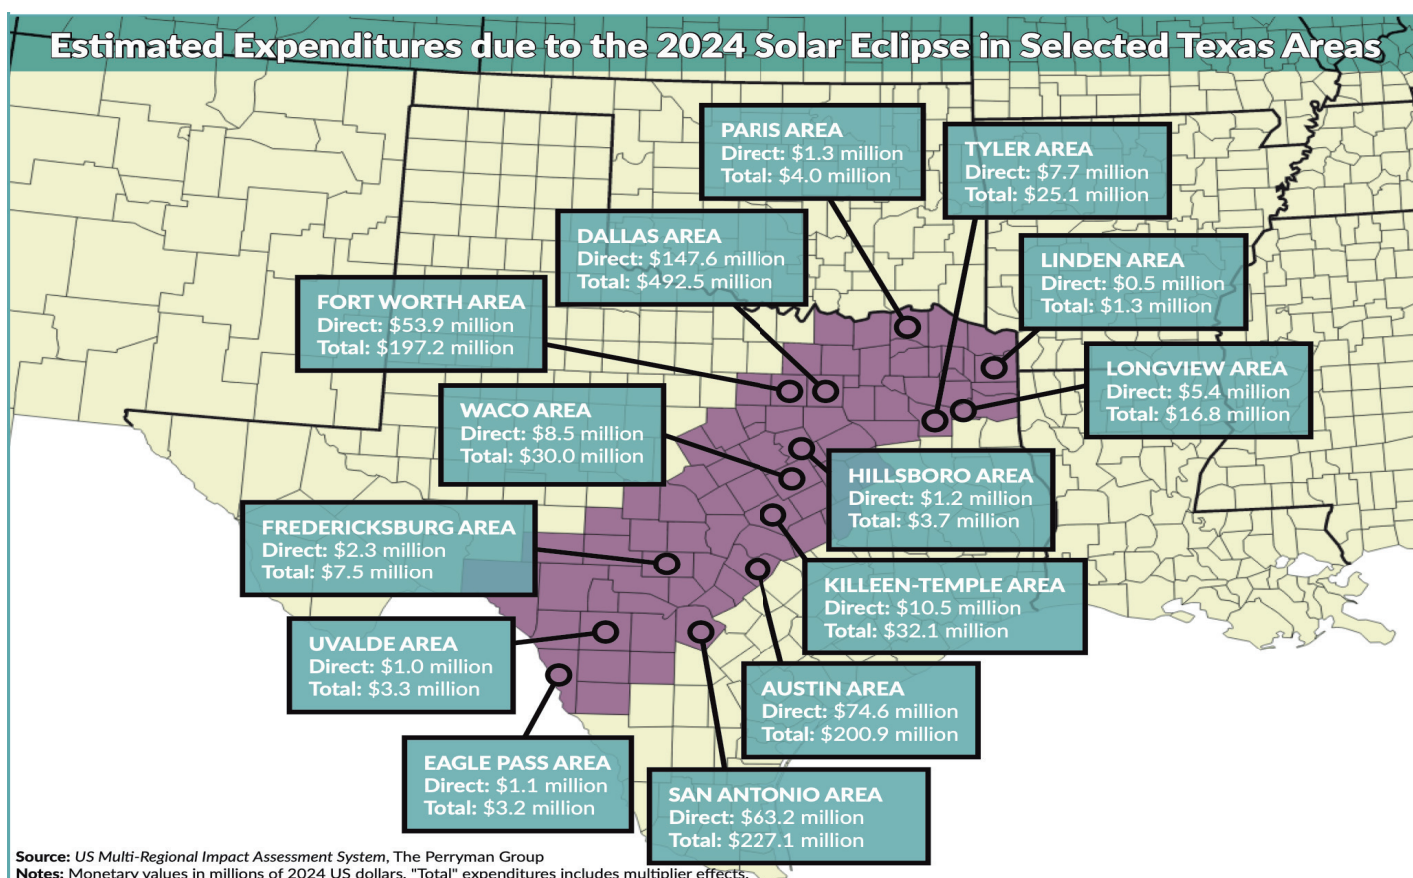 Estimated Expenditures due to the 2024 Solar Eclipse in Selected Texas Areas
PARIS AREA
Direct: $1.3 million
Total: $4.0 million
TYLER AREA
Direct: $7.7 million
Total: $25.1 million
DALLAS AREA
Direct: $147.6 million
Total: $492.5 million
LINDEN AREA
Direct: $0.5 million
Total: $1.3 million
FORT WORTH AREA
Direct: $53.9 million
Total: $197.2 million
LONGVIEW AREA
Direct: $5.4 million
Total: $16.8 million
WACO AREA
Direct: $8.5 million
Total: $30.0 million
HILLSBORO AREA
Direct: $1.2 million
Total: $3.7 million
FREDERICKSBURG AREA
Direct: $2.3 million
Total: $7.5 million
KILLEEN-TEMPLE AREA
Direct: $10.5 million
Total: $32.1 million
UVALDE AREA
Direct: $1.0 million
Total: $3.3 million
AUSTIN AREA
Direct: $74.6 million
Total: $200.9 million
EAGLE PASS AREA
Direct: $1.1 million
Total: $3.2 million
SAN ANTONIO AREA
Direct: $63.2 million
Total: $227.1 million
Source: US Multi-Regional Impact Assessment System, The Perryman Group
Notes: Monetary values in millions of 2024 US dollars. "Total" expenditures includes multiplier effects.